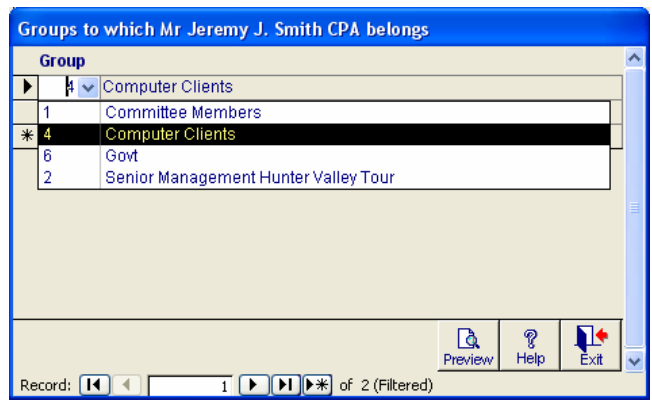 Groups to which Mr Jeremy J. Smith CPA belongs
Group
4 Computer Clients
1 Committee Members
4 Computer Clients
6 Govt
2 Senior Management Hunter Valley Tour
Preview Help Exit
Record: 1 of 2 (Filtered)